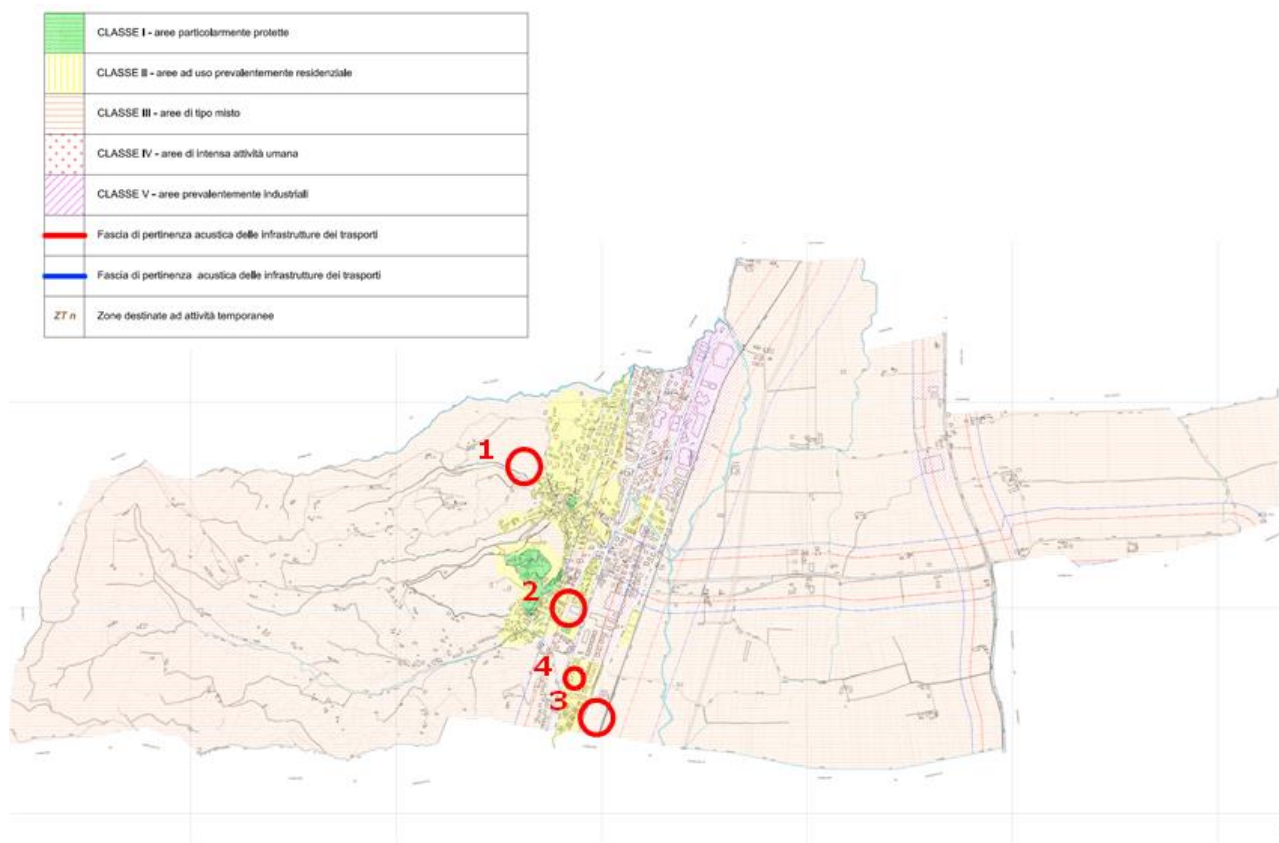 CLASSE I - aree particolarmente protette
CLASSE II - aree ad uso prevalentemente residenziale
CLASSE III - aree di tipo misto
CLASSE IV - aree di intensa attività umana
CLASSE V - aree prevalentemente industriali
Fascia di pertinenza acustica delle infrastrutture dei trasporti
Fascia di pertinenza acustica delle infrastrutture dei trasporti
ZT n Zone destinate ad attività temporanee
1
2
4
3